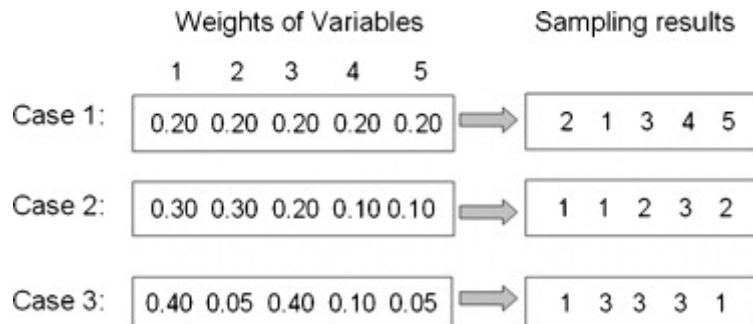 Weights of Variables Sampling results
1 2 3 4 5
Case 1: 0.20 0.20 0.20 0.20 0.20 2 1 3 4 5
Case 2: 0.30 0.30 0.20 0.10 0.10 1 1 2 3 2
Case 3: 0.40 0.05 0.40 0.10 0.05 1 3 3 3 1